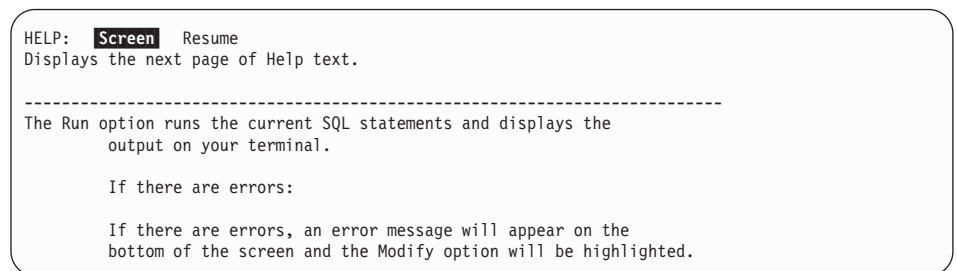 HELP: Screen Resume
Displays the next page of Help text.
---------------------------------------------------------------------------
The Run option runs the current SQL statements and displays the
output on your terminal.
If there are errors:
If there are errors, an error message will appear on the
bottom of the screen and the Modify option will be highlighted.